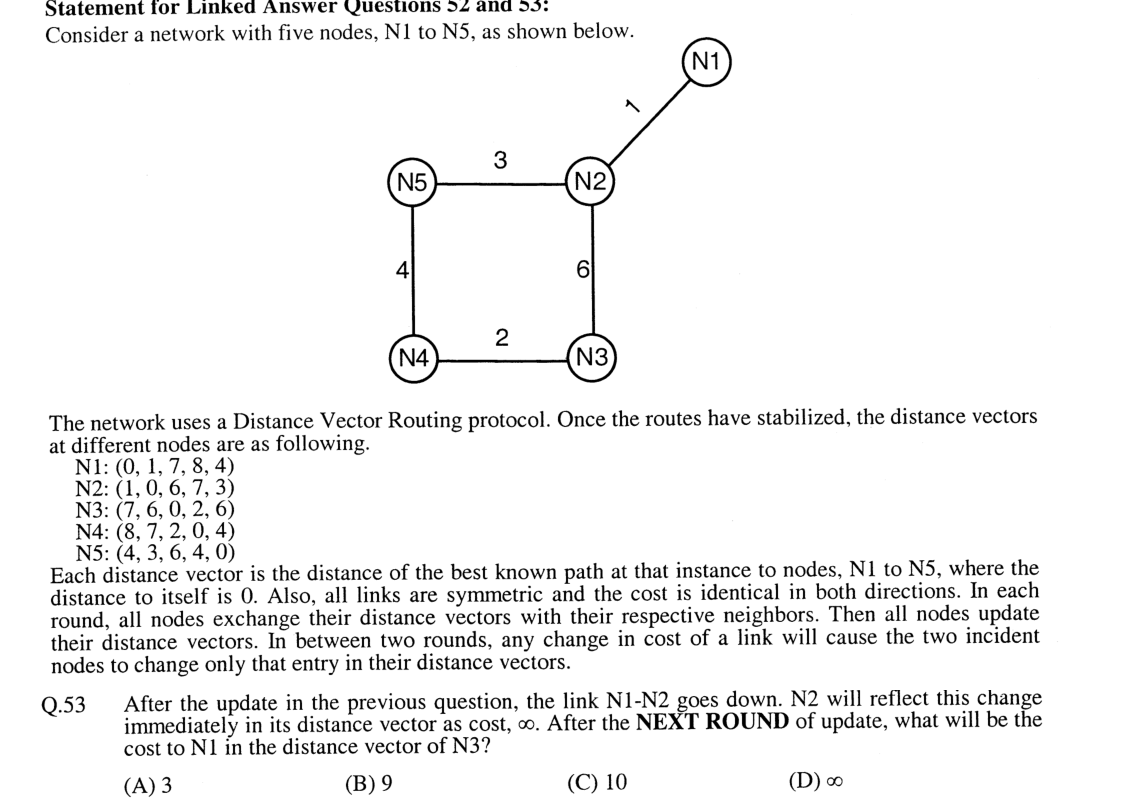 Statement for Linked Answer Questions 52 and 53:
Consider a network with five nodes, N1 to N5, as shown below.
N1
1
3
N5
N2
4
6
2
N4
N3
The network uses a Distance Vector Routing protocol. Once the routes have stabilized, the distance vectors
at different nodes are as following.
N1: (0, 1, 7, 8, 4)
N2: (1, 0, 6, 7, 3)
N3: (7, 6, 0, 2, 6)
N4: (8, 7, 2, 0, 4)
N5: (4, 3, 6, 4, 0)
Each distance vector is the distance of the best known path at that instance to nodes, N1 to N5, where the
distance to itself is 0. Also, all links are symmetric and the cost is identical in both directions. In each
round, all nodes exchange their distance vectors with their respective neighbors. Then all nodes update
their distance vectors. In between two rounds, any change in cost of a link will cause the two incident
nodes to change only that entry in their distance vectors.
Q.53 After the update in the previous question, the link N1-N2 goes down. N2 will reflect this change
immediately in its distance vector as cost, ∞. After the NEXT ROUND of update, what will be the
cost to N1 in the distance vector of N3?
(A) 3 (B) 9 (C) 10 (D) ∞